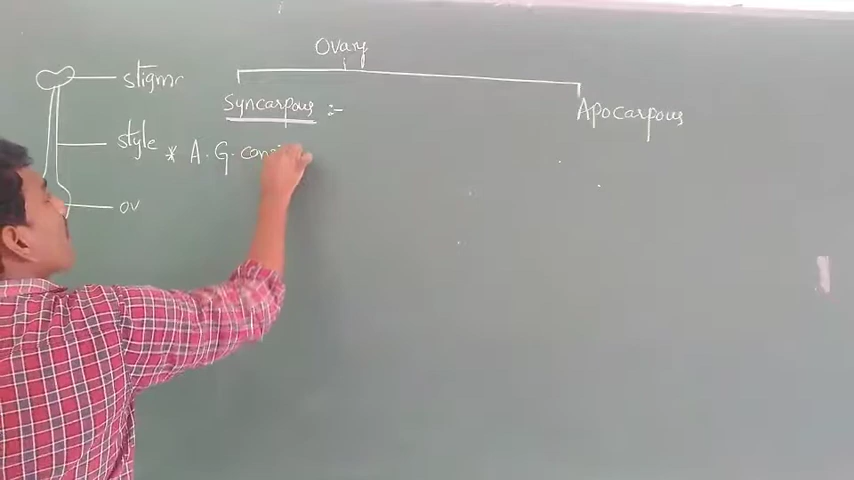 Ovary
stigma
Syncarpous :-
Apocarpous
style
* A. G. con
ov